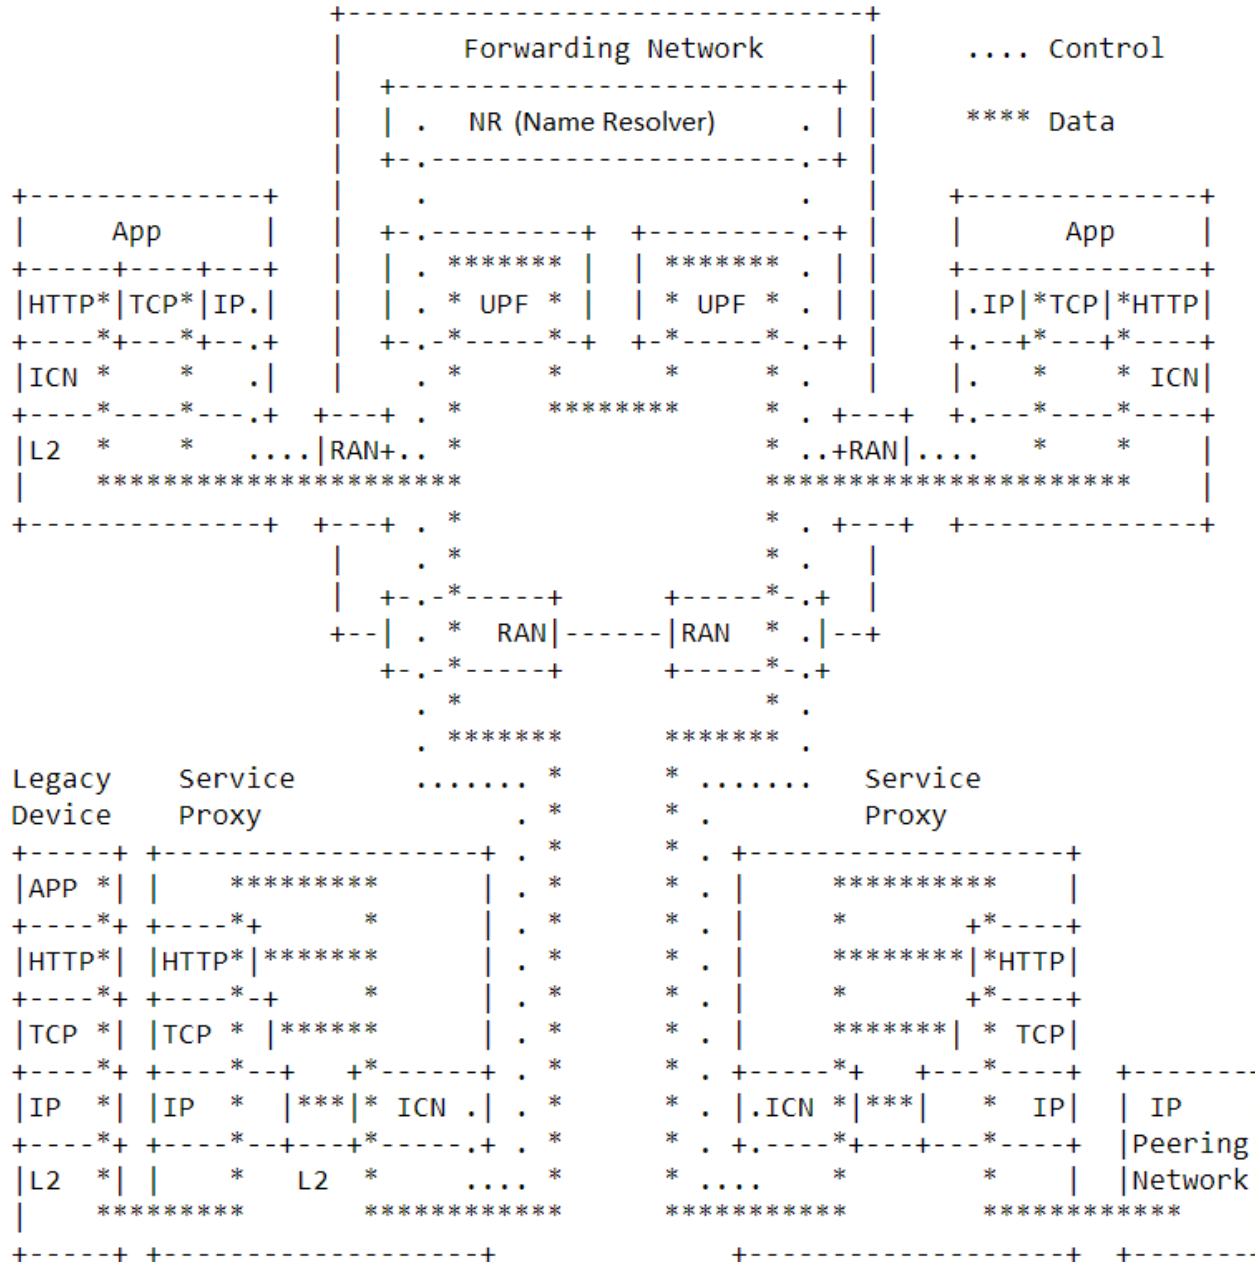 +-------------------------------+
| Forwarding Network | .... Control
| +--------------------------+ |
| | . NR (Name Resolver) . | | **** Data
| +-.----------------------.-+ |
+--------------+ | . . | +--------------+
| App | | +-.---------+ +---------.-+ | | App |
+-----+----+---+ | | . ******* | | ******* . | | +--------------+
|HTTP*|TCP*|IP.| | | . * UPF * | | * UPF * . | | |.IP|*TCP|*HTTP|
+----*+---*+--.+ | +-.-*-----*-+ +-*-----*-.-+ | +.--+*---+*----+
|ICN * * .| | . * * * * . | |. * * ICN|
+----*----*---.+ +---+ . * ******** * . +---+ +.---*----*----+
|L2 * * ....|RAN+.. * * ..+RAN|.... * * |
| ********************** ********************** |
+--------------+ +---+ . * * . +---+ +--------------+
| . * * . |
| +-.-*-----+ +-----*-.+ |
+--| . * RAN|------|RAN * .|--+
+-.-*-----+ +-----*-.+
. * * .
. ******* ******* .
Legacy Service ....... * * ....... Service
Device Proxy . * * . Proxy
+-----+ +-------------------+ . * * . +-------------------+
|APP *| | ********* | . * * . | ********** |
+----*+ +----*+ * | . * * . | * +*----+
|HTTP*| |HTTP*|******* | . * * . | ********|*HTTP|
+----*+ +----*-+ * | . * * . | * +*----+
|TCP *| |TCP * |****** | . * * . | *******| * TCP|
+----*+ +----*--+ +*------+ . * * . +-----*+ +---*----+ +--------
|IP *| |IP * |***|* ICN .| . * * . |.ICN *|***| * IP| | IP
+----*+ +----*--+---+*-----.+ . * * . +.----*+---+---*----+ |Peering
|L2 *| | * L2 * .... * * .... * * | |Network
| ********* ************ *********** ************
+-----+ +-------------------+ +-------------------+ +--------